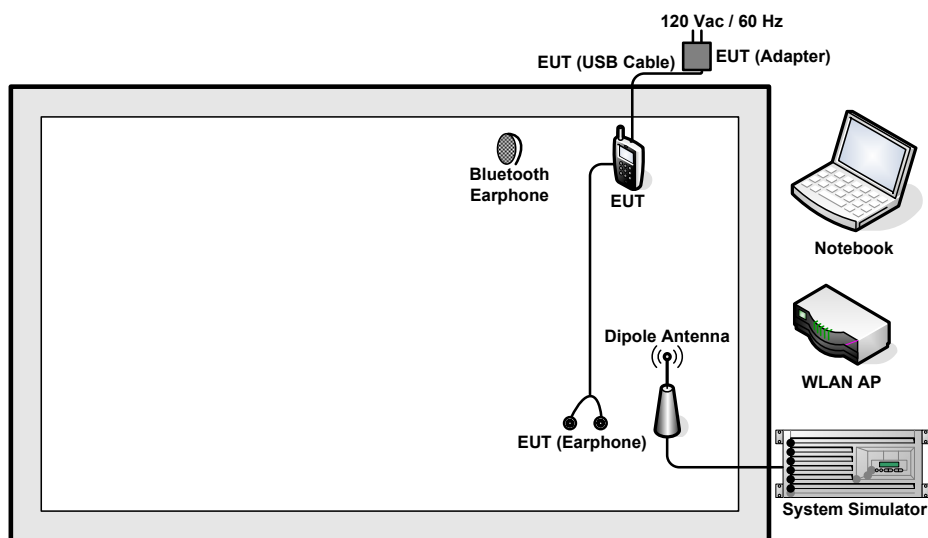 120 Vac / 60 Hz
EUT (USB Cable)
EUT (Adapter)
Bluetooth
Earphone
EUT
Notebook
Dipole Antenna
WLAN AP
EUT (Earphone)
System Simulator